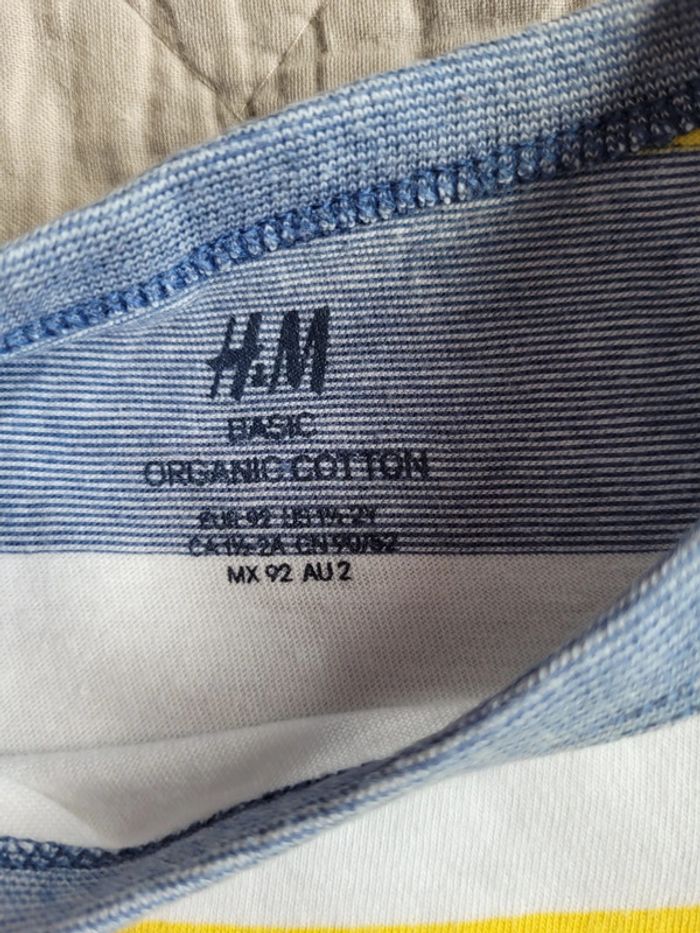 H&M
BASIC
ORGANIC COTTON
EUR 92 US 1½-2Y
CA 1½-2A CN 90/52
MX 92 AU 2